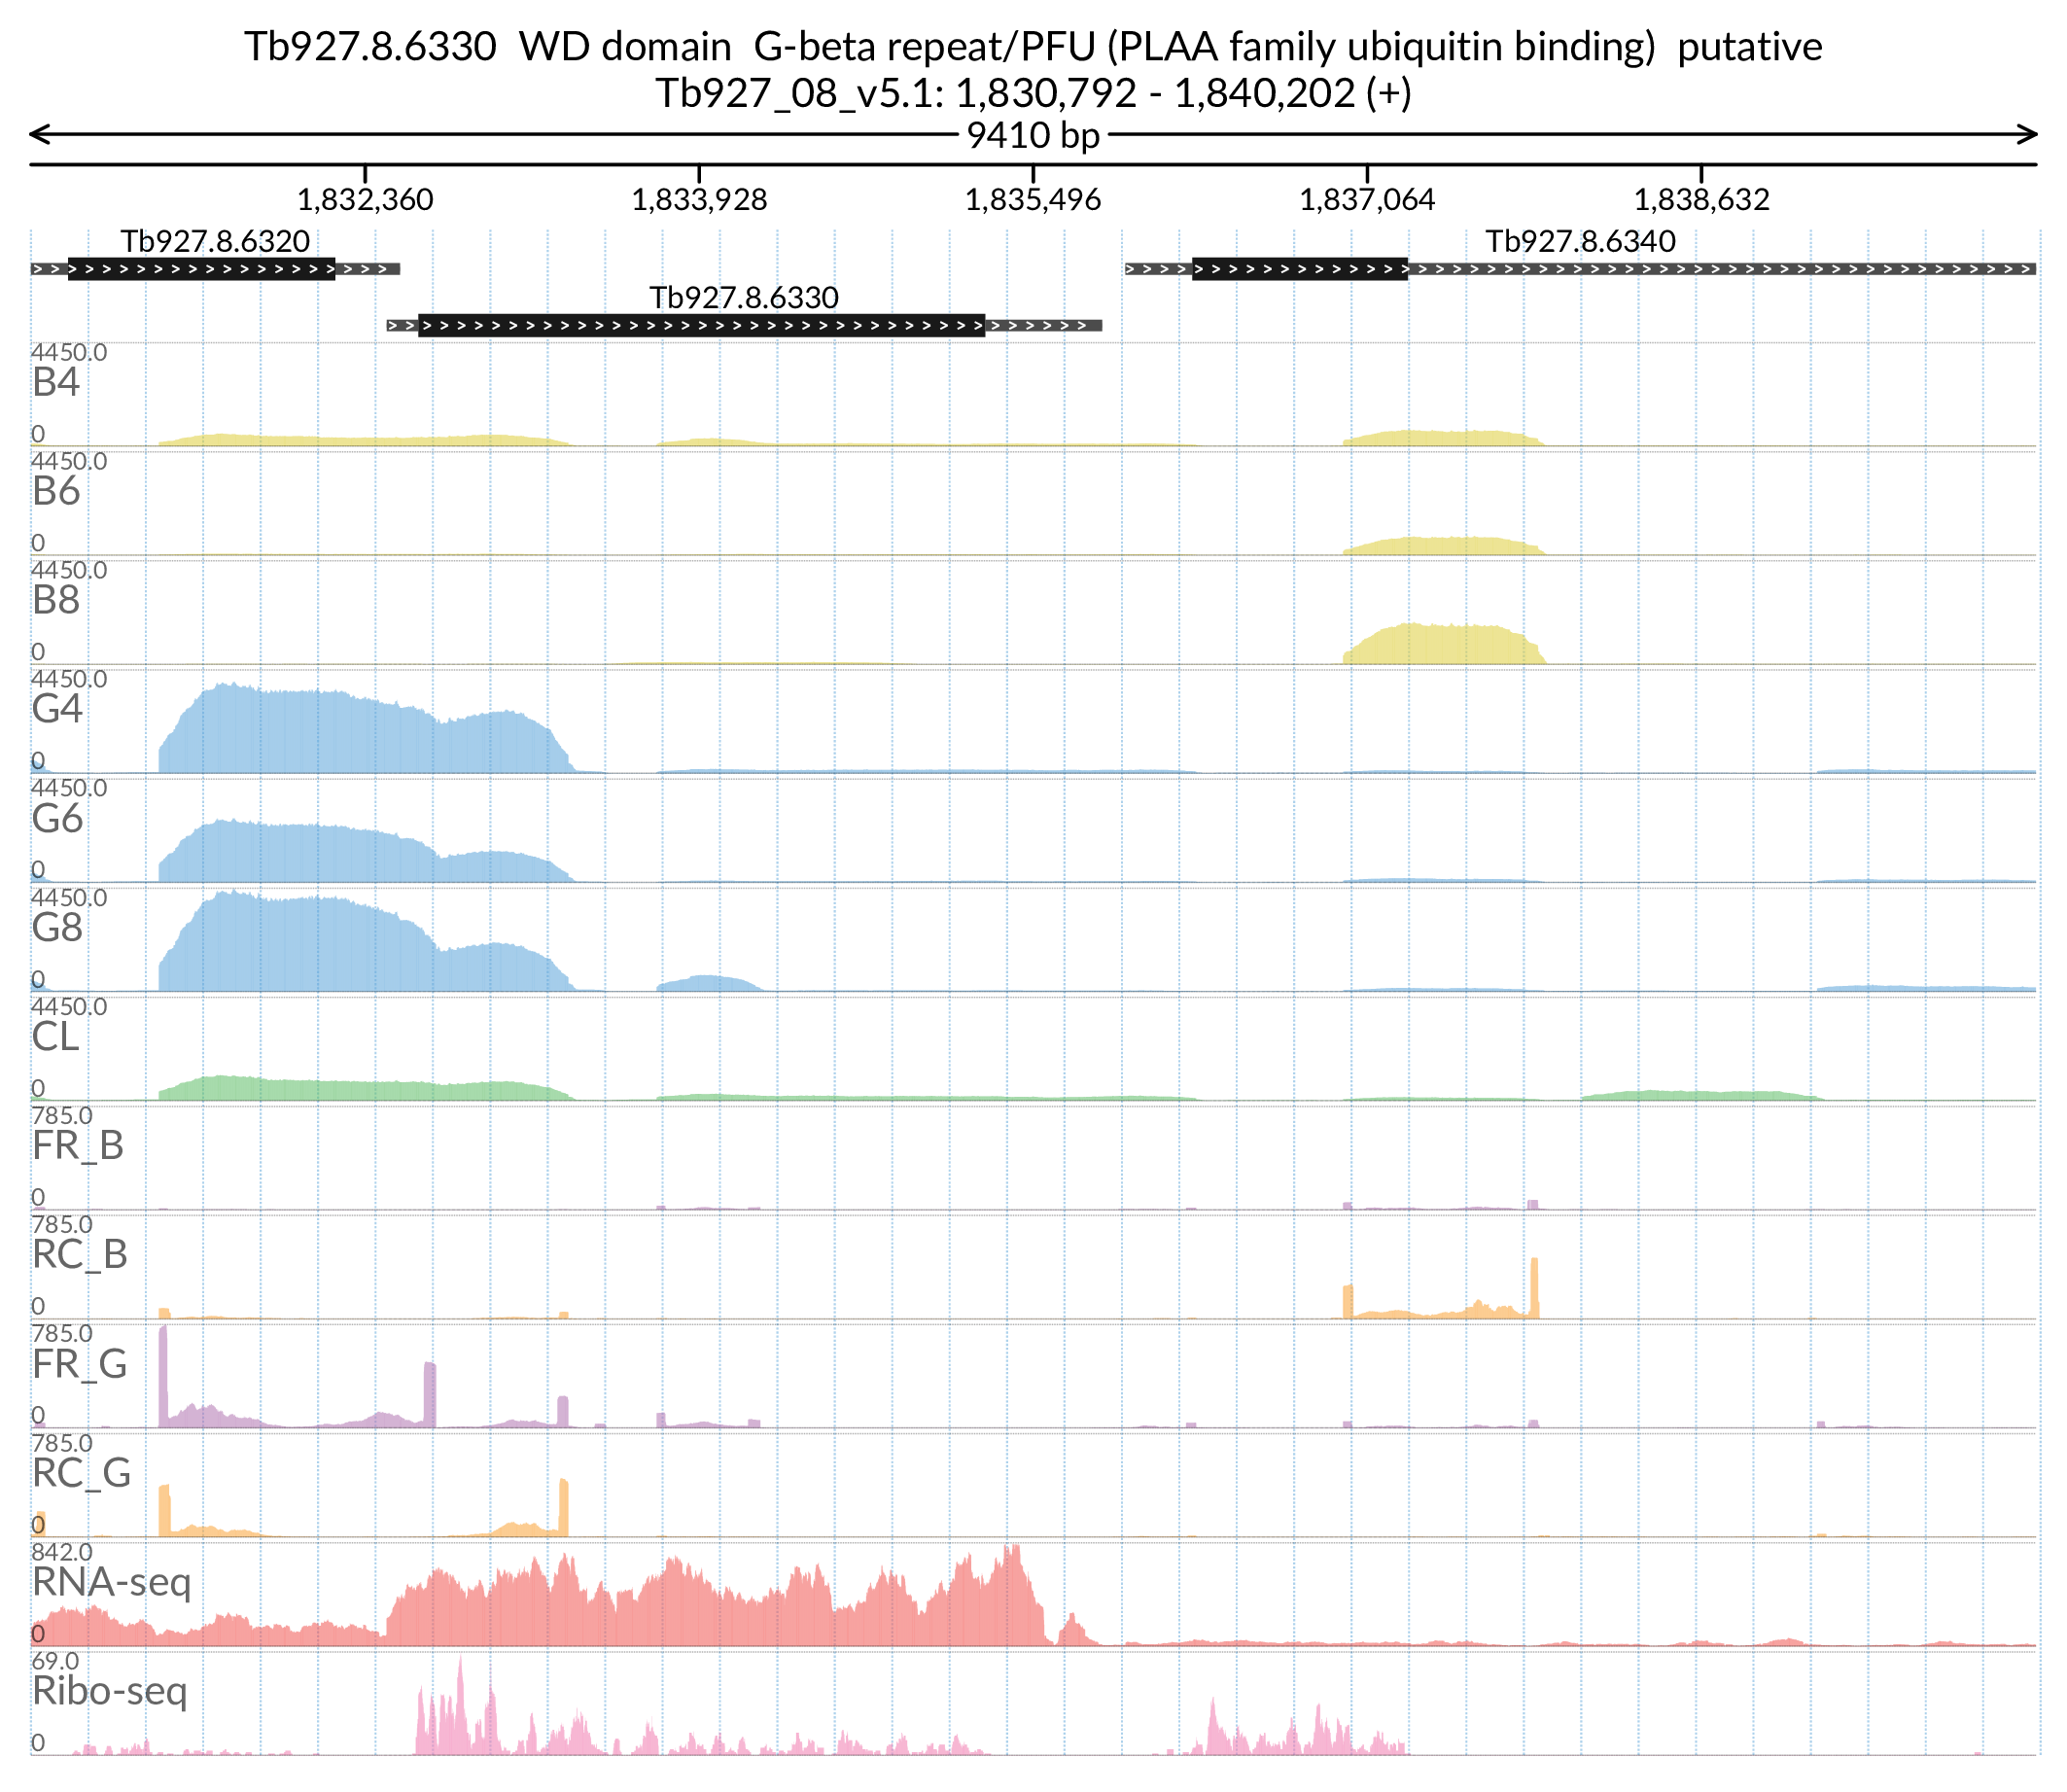 Tb927.8.6330  WD domain  G-beta repeat/PFU (PLAA family ubiquitin binding)  putative
Tb927_08_v5.1: 1,830,792 - 1,840,202 (+)
9410 bp
1,832,360 1,833,928 1,835,496 1,837,064 1,838,632
Tb927.8.6320 Tb927.8.6340
Tb927.8.6330
4450.0
B4
0
4450.0
B6
0
4450.0
B8
0
4450.0
G4
0
4450.0
G6
0
4450.0
G8
0
4450.0
CL
0
785.0
FR_B
0
785.0
RC_B
0
785.0
FR_G
0
785.0
RC_G
0
842.0
RNA-seq
0
69.0
Ribo-seq
0